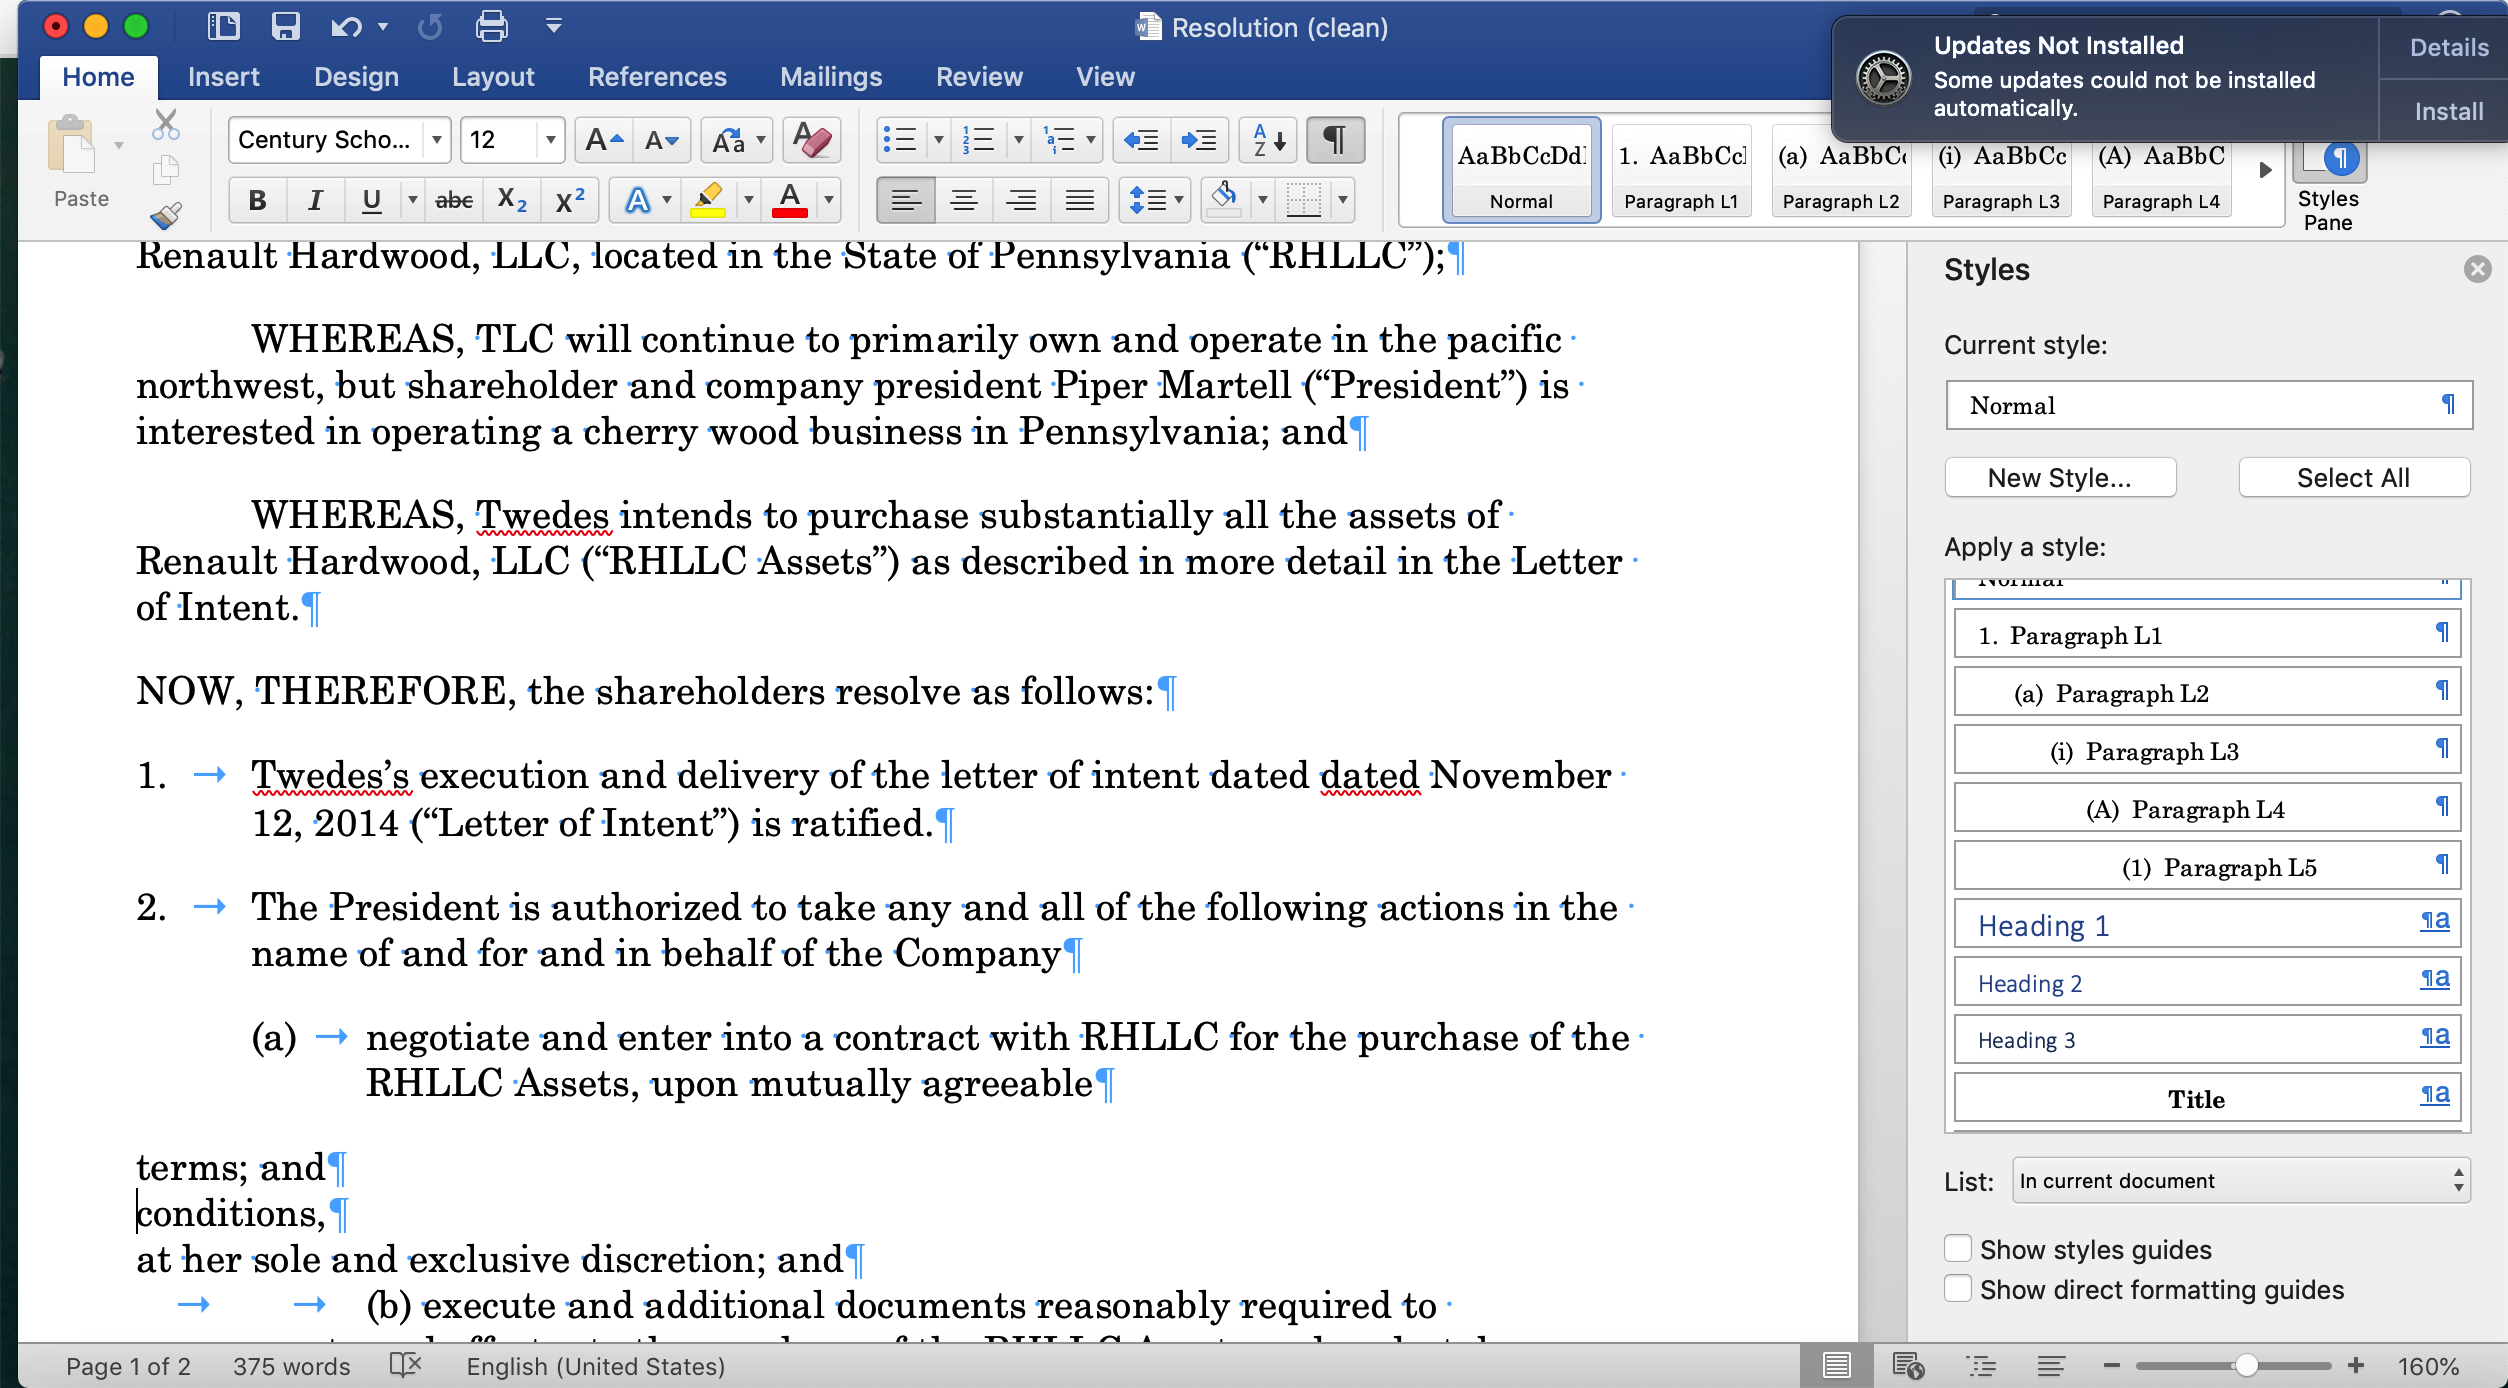 Resolution (clean)
Updates Not Installed
Some updates could not be installed
automatically.
Details
Install
Home Insert Design Layout References Mailings Review View
Paste
Century Scho...
12
B I U abc X2 X2 A A
AaBbCcDd
Normal
1. AaBbCc
Paragraph L1
(a) AaBbC
Paragraph L2
(i) AaBbCc
Paragraph L3
(A) AaBbC
Paragraph L4
Styles
Pane
Renault Hardwood, LLC, located in the State of Pennsylvania (“RHLLC”);¶
WHEREAS, TLC will continue to primarily own and operate in the pacific
northwest, but shareholder and company president Piper Martell (“President”) is
interested in operating a cherry wood business in Pennsylvania; and¶
WHEREAS, Twedes intends to purchase substantially all the assets of
Renault Hardwood, LLC (“RHLLC Assets”) as described in more detail in the Letter
of Intent.¶
NOW, THEREFORE, the shareholders resolve as follows:¶
1. → Twedes’s execution and delivery of the letter of intent dated dated November
12, 2014 (“Letter of Intent”) is ratified.¶
2. → The President is authorized to take any and all of the following actions in the
name of and for and in behalf of the Company¶
(a) → negotiate and enter into a contract with RHLLC for the purchase of the
RHLLC Assets, upon mutually agreeable¶
terms; and¶
conditions,¶
at her sole and exclusive discretion; and¶
→ → (b) execute and additional documents reasonably required to
Styles
Current style:
Normal ¶
New Style... Select All
Apply a style:
Normal
1. Paragraph L1 ¶
(a) Paragraph L2 ¶
(i) Paragraph L3 ¶
(A) Paragraph L4 ¶
(1) Paragraph L5 ¶
Heading 1 ¶a
Heading 2 ¶a
Heading 3 ¶a
Title ¶a
List: In current document
Show styles guides
Show direct formatting guides
Page 1 of 2 375 words English (United States) 160%